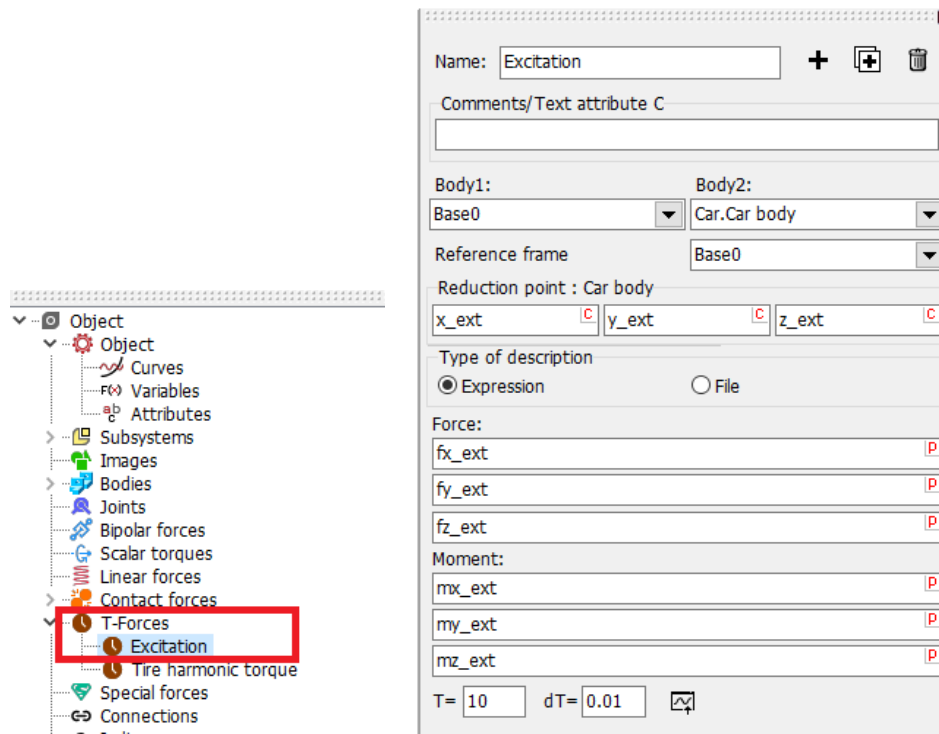 Object
Object
Curves
F(x) Variables
a b c Attributes
Subsystems
Images
Bodies
Joints
Bipolar forces
Scalar torques
Linear forces
Contact forces
T-Forces
Excitation
Tire harmonic torque
Special forces
Connections
Name: Excitation
Comments/Text attribute C
Body1: Body2:
Base0 Car.Car body
Reference frame Base0
Reduction point : Car body
x_ext C y_ext C z_ext C
Type of description
Expression File
Force:
fx_ext P
fy_ext P
fz_ext P
Moment:
mx_ext P
my_ext P
mz_ext P
T= 10 dT= 0.01